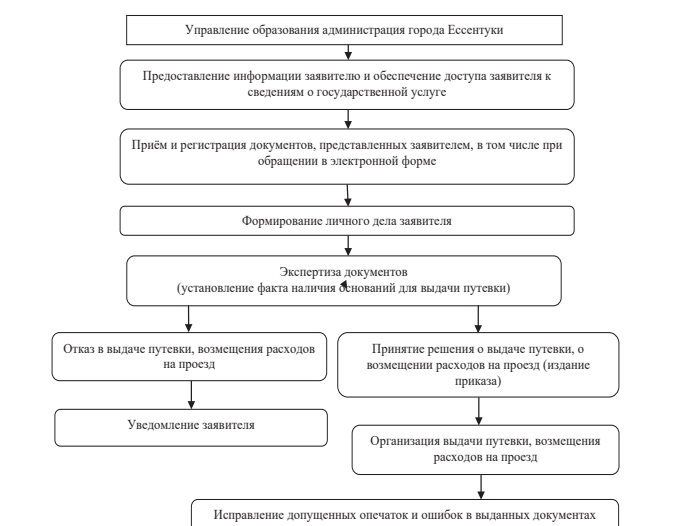 Управление образования администрация города Ессентуки
Предоставление информации заявителю и обеспечение доступа заявителя к
сведениям о государственной услуге
Приём и регистрация документов, представленных заявителем, в том числе при
обращении в электронной форме
Формирование личного дела заявителя
Экспертиза документов
(установление факта наличия оснований для выдачи путевки)
Отказ в выдаче путевки, возмещения расходов
на проезд
Принятие решения о выдаче путевки, о
возмещении расходов на проезд (издание
приказа)
Уведомление заявителя
Организация выдачи путевки, возмещения
расходов на проезд
Исправление допущенных опечаток и ошибок в выданных документах